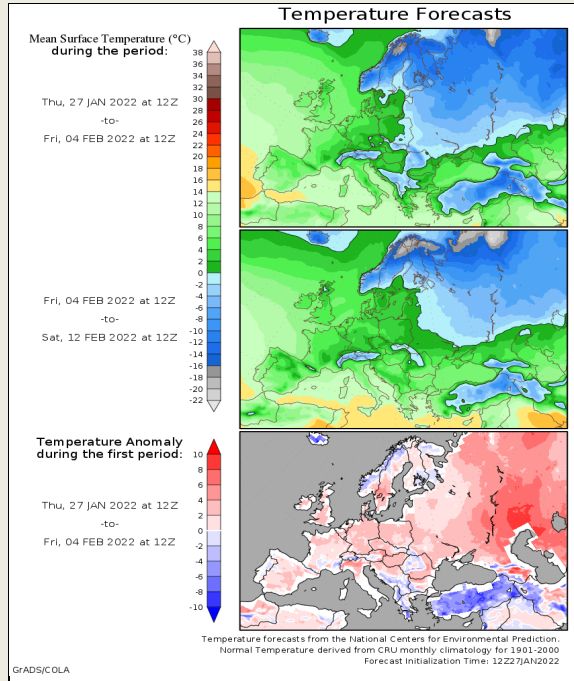 Temperature Forecasts
Mean Surface Temperature (°C)
during the period:
Thu, 27 JAN 2022 at 12Z
-to-
Fri, 04 FEB 2022 at 12Z
38
36
34
32
30
28
26
24
22
20
18
16
14
12
10
8
6
4
2
0
-2
-4
-6
-8
-10
-12
-14
-16
-18
-20
-22
Fri, 04 FEB 2022 at 12Z
-to-
Sat, 12 FEB 2022 at 12Z
Temperature Anomaly
during the first period:
Thu, 27 JAN 2022 at 12Z
-to-
Fri, 04 FEB 2022 at 12Z
10
8
6
4
2
0
-2
-4
-6
-8
-10
Temperature forecasts from the National Centers for Environmental Prediction.
Normal Temperature derived from CRU monthly climatology for 1901-2000
Forecast Initialization Time: 12Z27JAN2022
GrADS/COLA